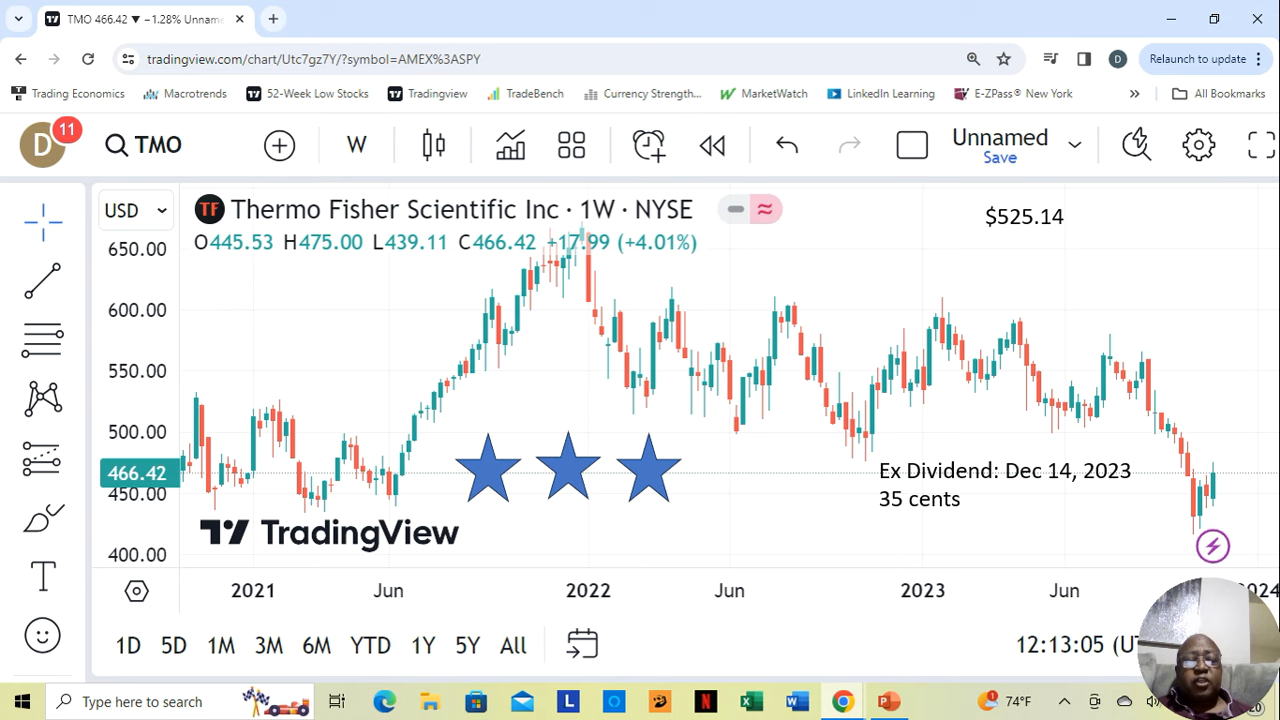 TMO 466.42 ▼ −1.28% Unnam
tradingview.com/chart/Utc7gz7Y/?symbol=AMEX%3ASPY
D
Relaunch to update
Trading Economics
Macrotrends
52-Week Low Stocks
Tradingview
TradeBench
Currency Strength...
MarketWatch
LinkedIn Learning
E-ZPass® New York
»
All Bookmarks
D
11
TMO
W
Unnamed
Save
USD
TF
Thermo Fisher Scientific Inc · 1W · NYSE
$525.14
O445.53 H475.00 L439.11 C466.42 +17.99 (+4.01%)
650.00
600.00
550.00
500.00
466.42
450.00
400.00
Ex Dividend: Dec 14, 2023
35 cents
TradingView
2021
Jun
2022
Jun
2023
Jun
1D
5D
1M
3M
6M
YTD
1Y
5Y
All
12:13:05
Type here to search
74°F